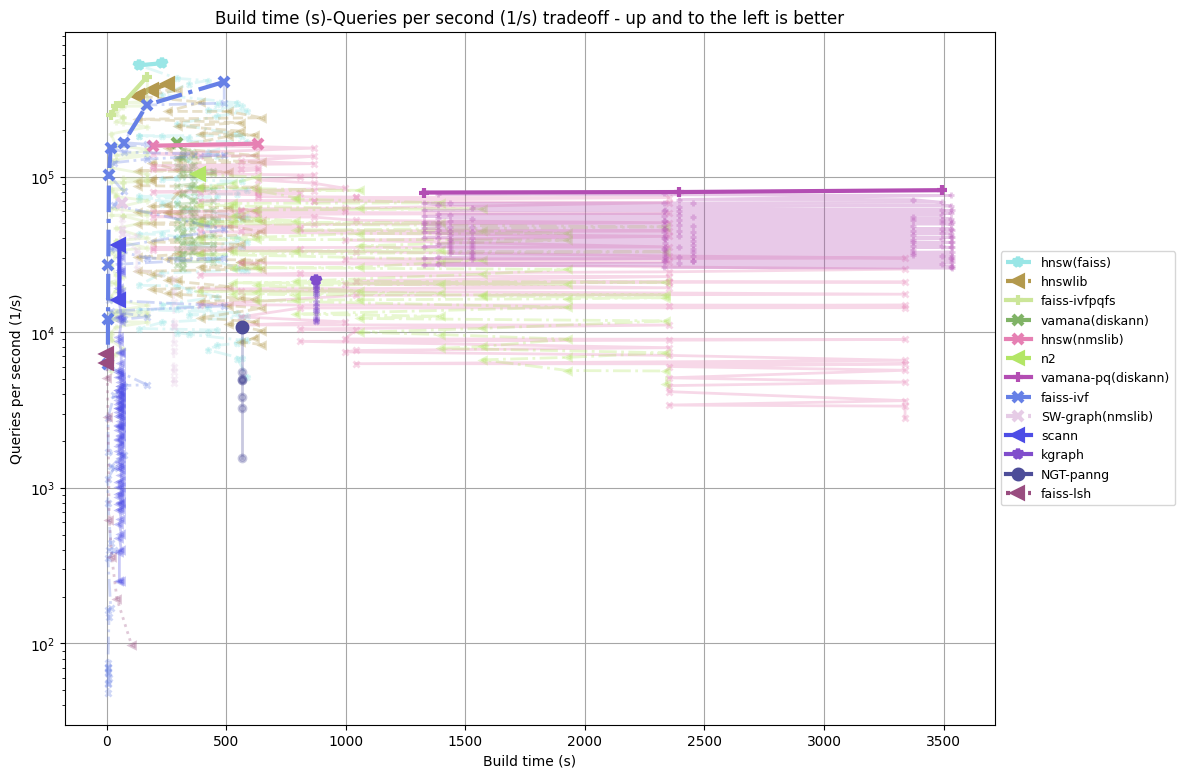 Build time (s)-Queries per second (1/s) tradeoff - up and to the left is better
Queries per second (1/s)
10^5
10^4
10^3
10^2
0 500 1000 1500 2000 2500 3000 3500
Build time (s)
hnsw(faiss)
hnswlib
faiss-ivfpqfs
vamana(diskann)
hnsw(nmslib)
n2
vamana-pq(diskann)
faiss-ivf
SW-graph(nmslib)
scann
kgraph
NGT-panng
faiss-lsh